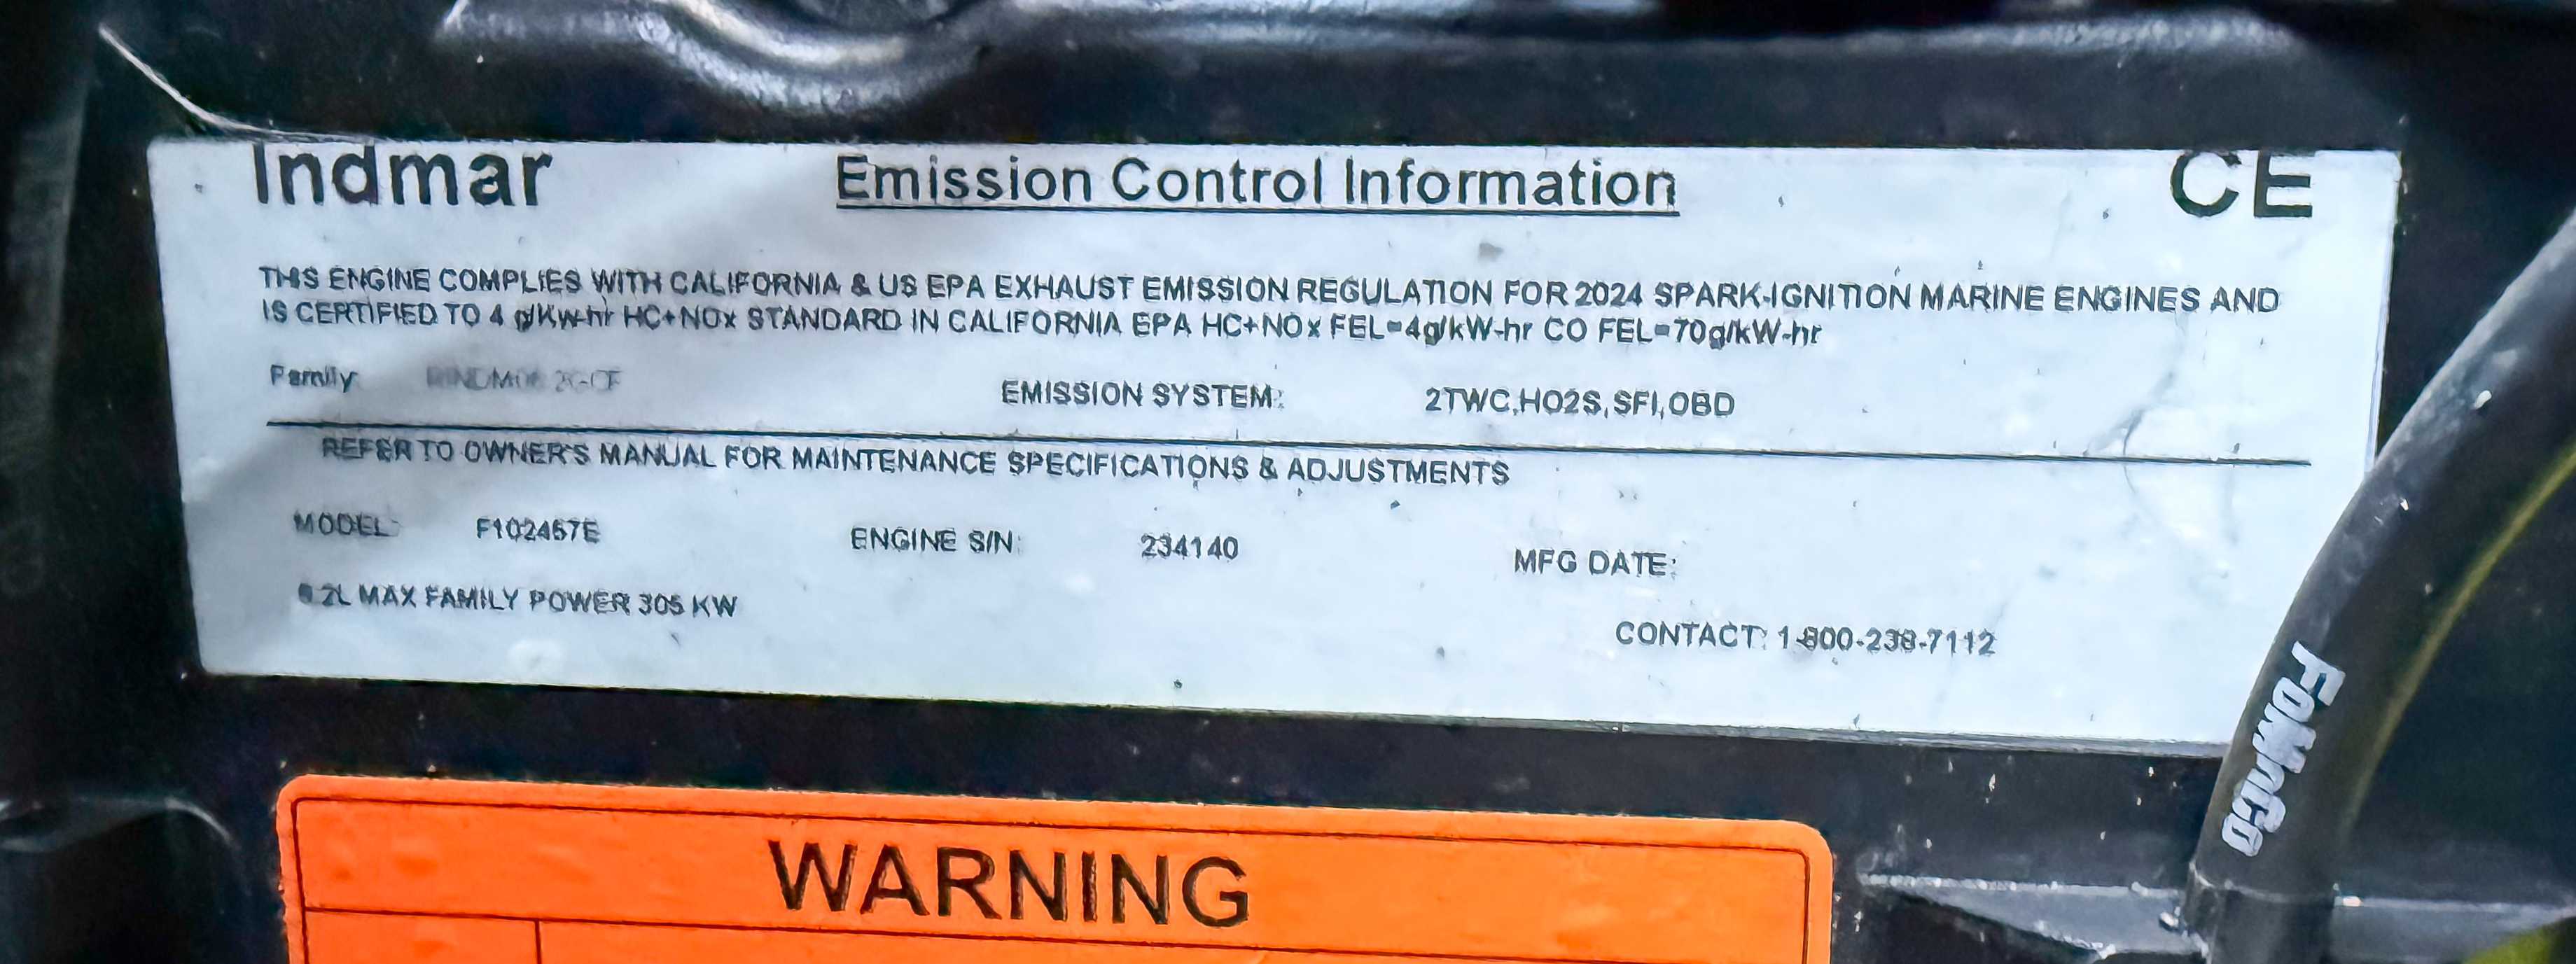 Indmar Emission Control Information CE
THIS ENGINE COMPLIES WITH CALIFORNIA & US EPA EXHAUST EMISSION REGULATION FOR 2024 SPARK-IGNITION MARINE ENGINES AND
IS CERTIFIED TO 4 g/Kw-hr HC+NOx STANDARD IN CALIFORNIA EPA HC+NOx FEL=4g/kW-hr CO FEL=70g/kW-hr
Family: EMISSION SYSTEM: 2TWC,HO2S,SFI,OBD
REFER TO OWNER'S MANUAL FOR MAINTENANCE SPECIFICATIONS & ADJUSTMENTS
MODEL: ENGINE S/N: 234140 MFG DATE:
MAX FAMILY POWER 305 KW
CONTACT: 1-800-238-7112
FoMoCo
WARNING